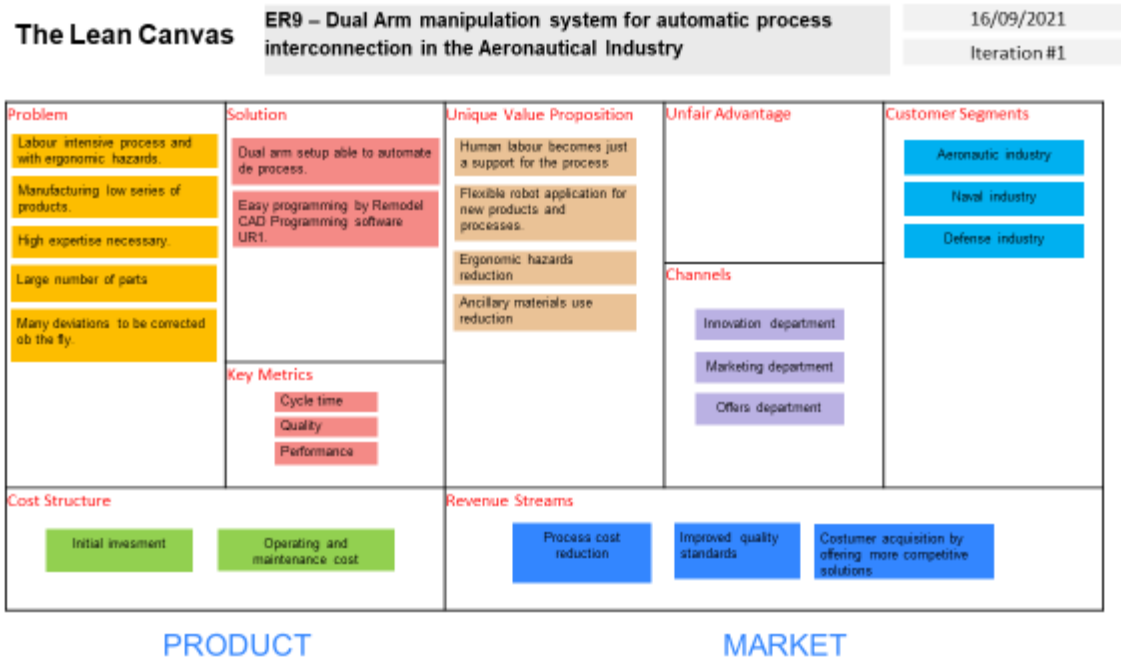 The Lean Canvas
ER9 – Dual Arm manipulation system for automatic process
interconnection in the Aeronautical Industry
16/09/2021
Iteration #1
Problem
Labour intensive process and
with ergonomic hazards.
Manufacturing low series of
products.
High expertise necessary.
Large number of parts
Many deviations to be corrected
ob the fly.
Solution
Dual arm setup able to automate
de process.
Easy programming by Remodel
CAD Programming software
UR1.
Key Metrics
Cycle time
Quality
Performance
Unique Value Proposition
Human labour becomes just
a support for the process
Flexible robot application for
new products and
processes.
Ergonomic hazards
reduction
Ancillary materials use
reduction
Unfair Advantage
Channels
Innovation department
Marketing department
Offers department
Customer Segments
Aeronautic industry
Naval industry
Defense industry
Cost Structure
Initial invesment
Operating and
maintenance cost
Revenue Streams
Process cost
reduction
Improved quality
standards
Costumer acquisition by
offering more competitive
solutions
PRODUCT
MARKET